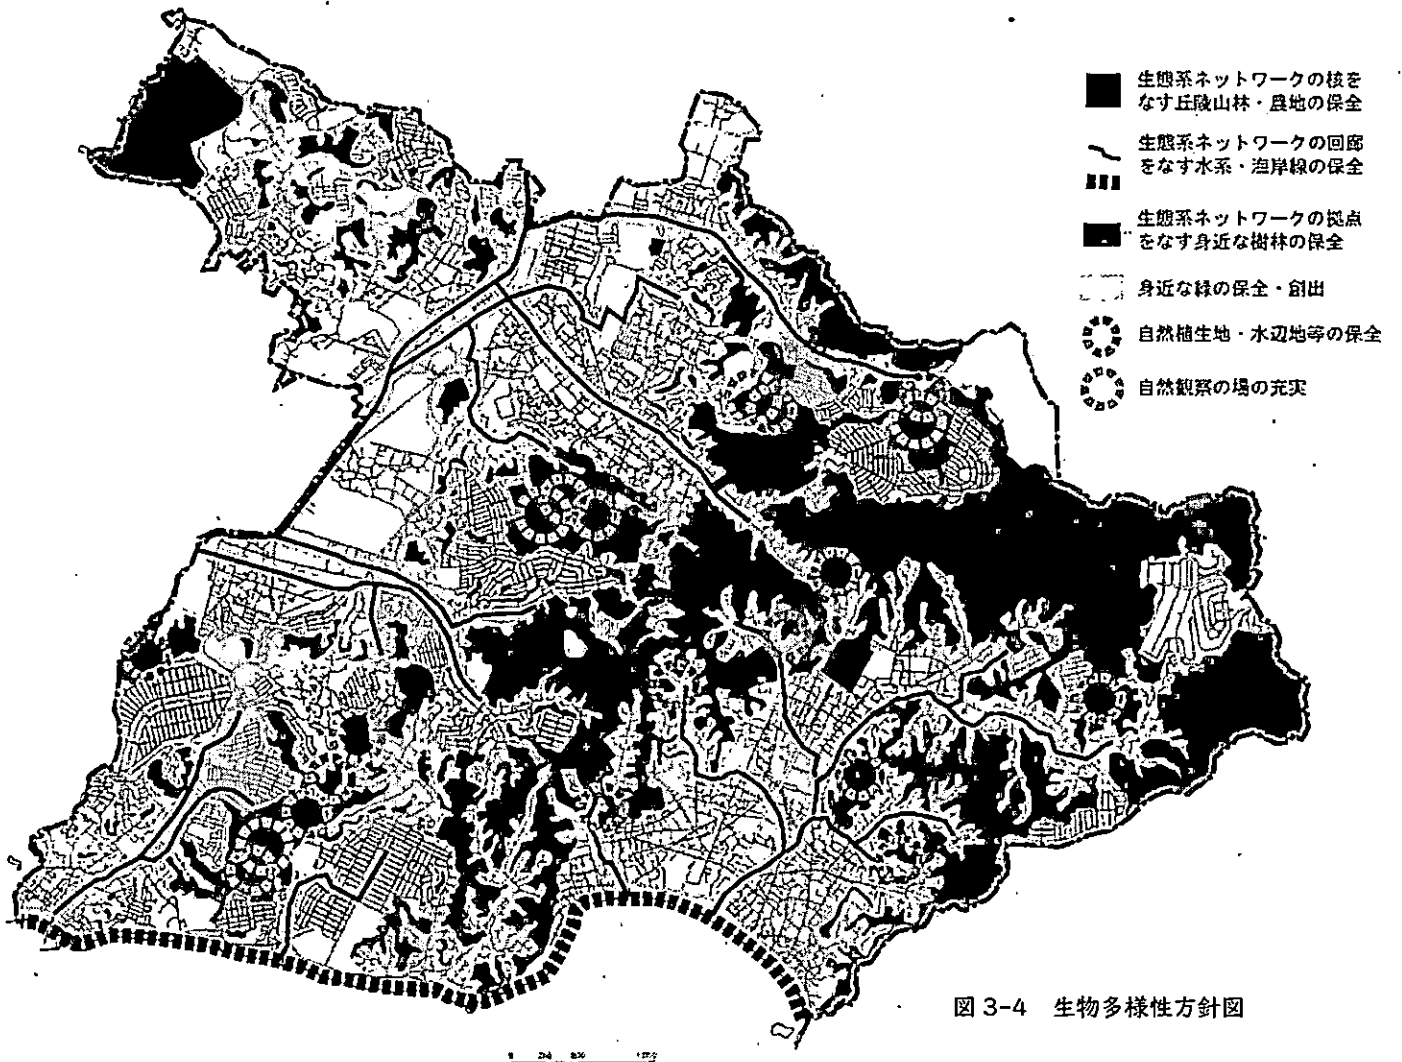 生態系ネットワークの核を
なす丘陵山林・農地の保全
生態系ネットワークの回廊
をなす水系・海岸線の保全
生態系ネットワークの拠点
をなす身近な樹林の保全
身近な緑の保全・創出
自然植生地・水辺地等の保全
自然観察の場の充実
図 3-4 生物多様性方針図